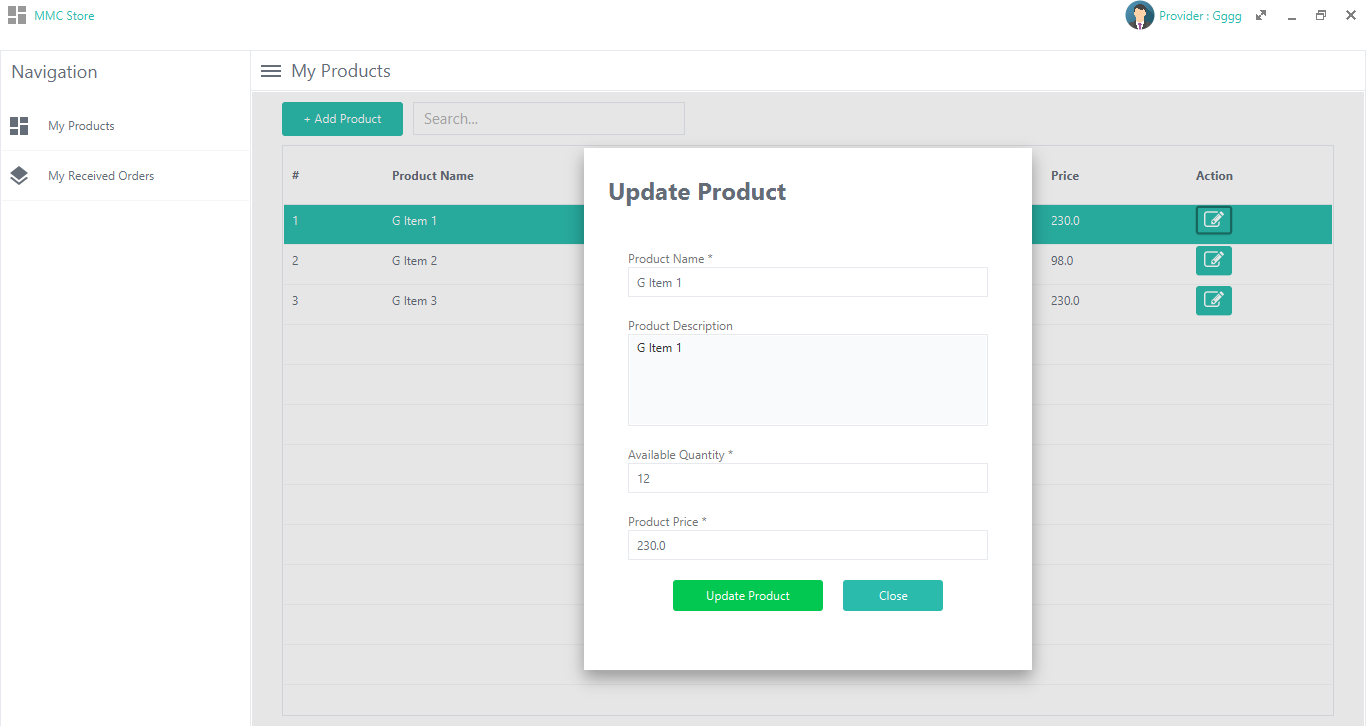 MMC Store
Provider : Gggg
Navigation
My Products
My Received Orders
My Products
+ Add Product
Search...
# Product Name Price Action
1 G Item 1 230.0
2 G Item 2 98.0
3 G Item 3 230.0
Update Product
Product Name *
G Item 1
Product Description
G Item 1
Available Quantity *
12
Product Price *
230.0
Update Product Close